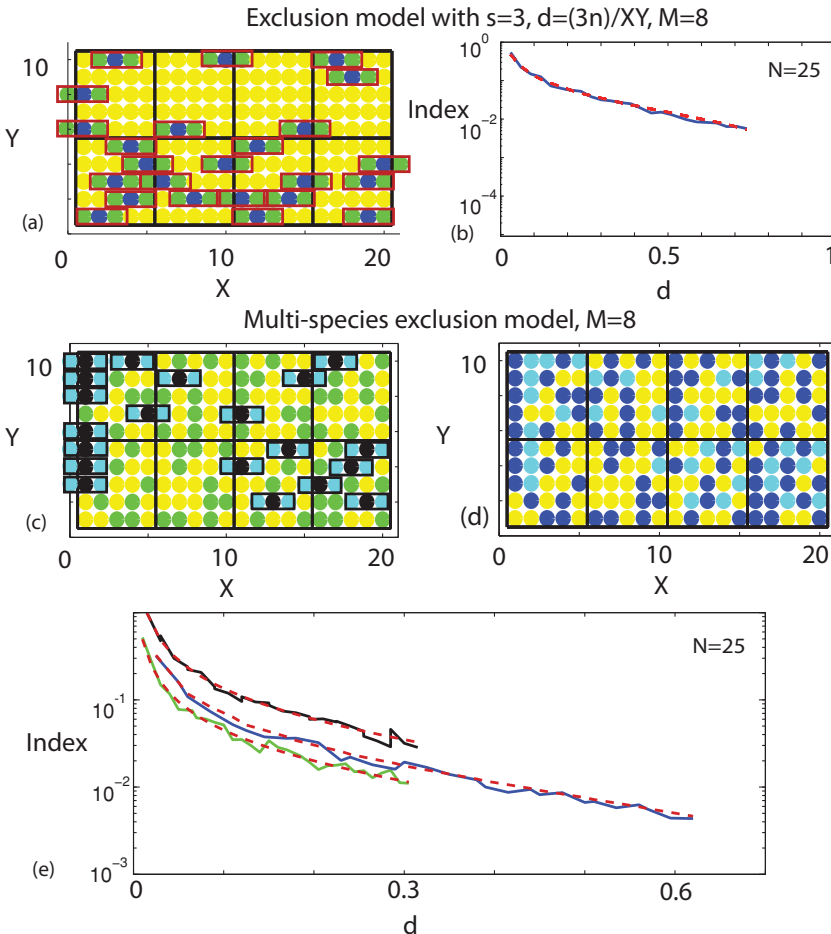 Exclusion model with s=3, d=(3n)/XY, M=8
10
Y
(a)
0 10 20
X
10^0
Index
10^-2
10^-4
(b)
N=25
0 0.5 1
d
Multi-species exclusion model, M=8
10
Y
(c)
0 10 20
X
10
Y
(d)
0 10 20
X
N=25
10^-1
Index
10^-2
10^-3
(e)
0 0.3 0.6
d